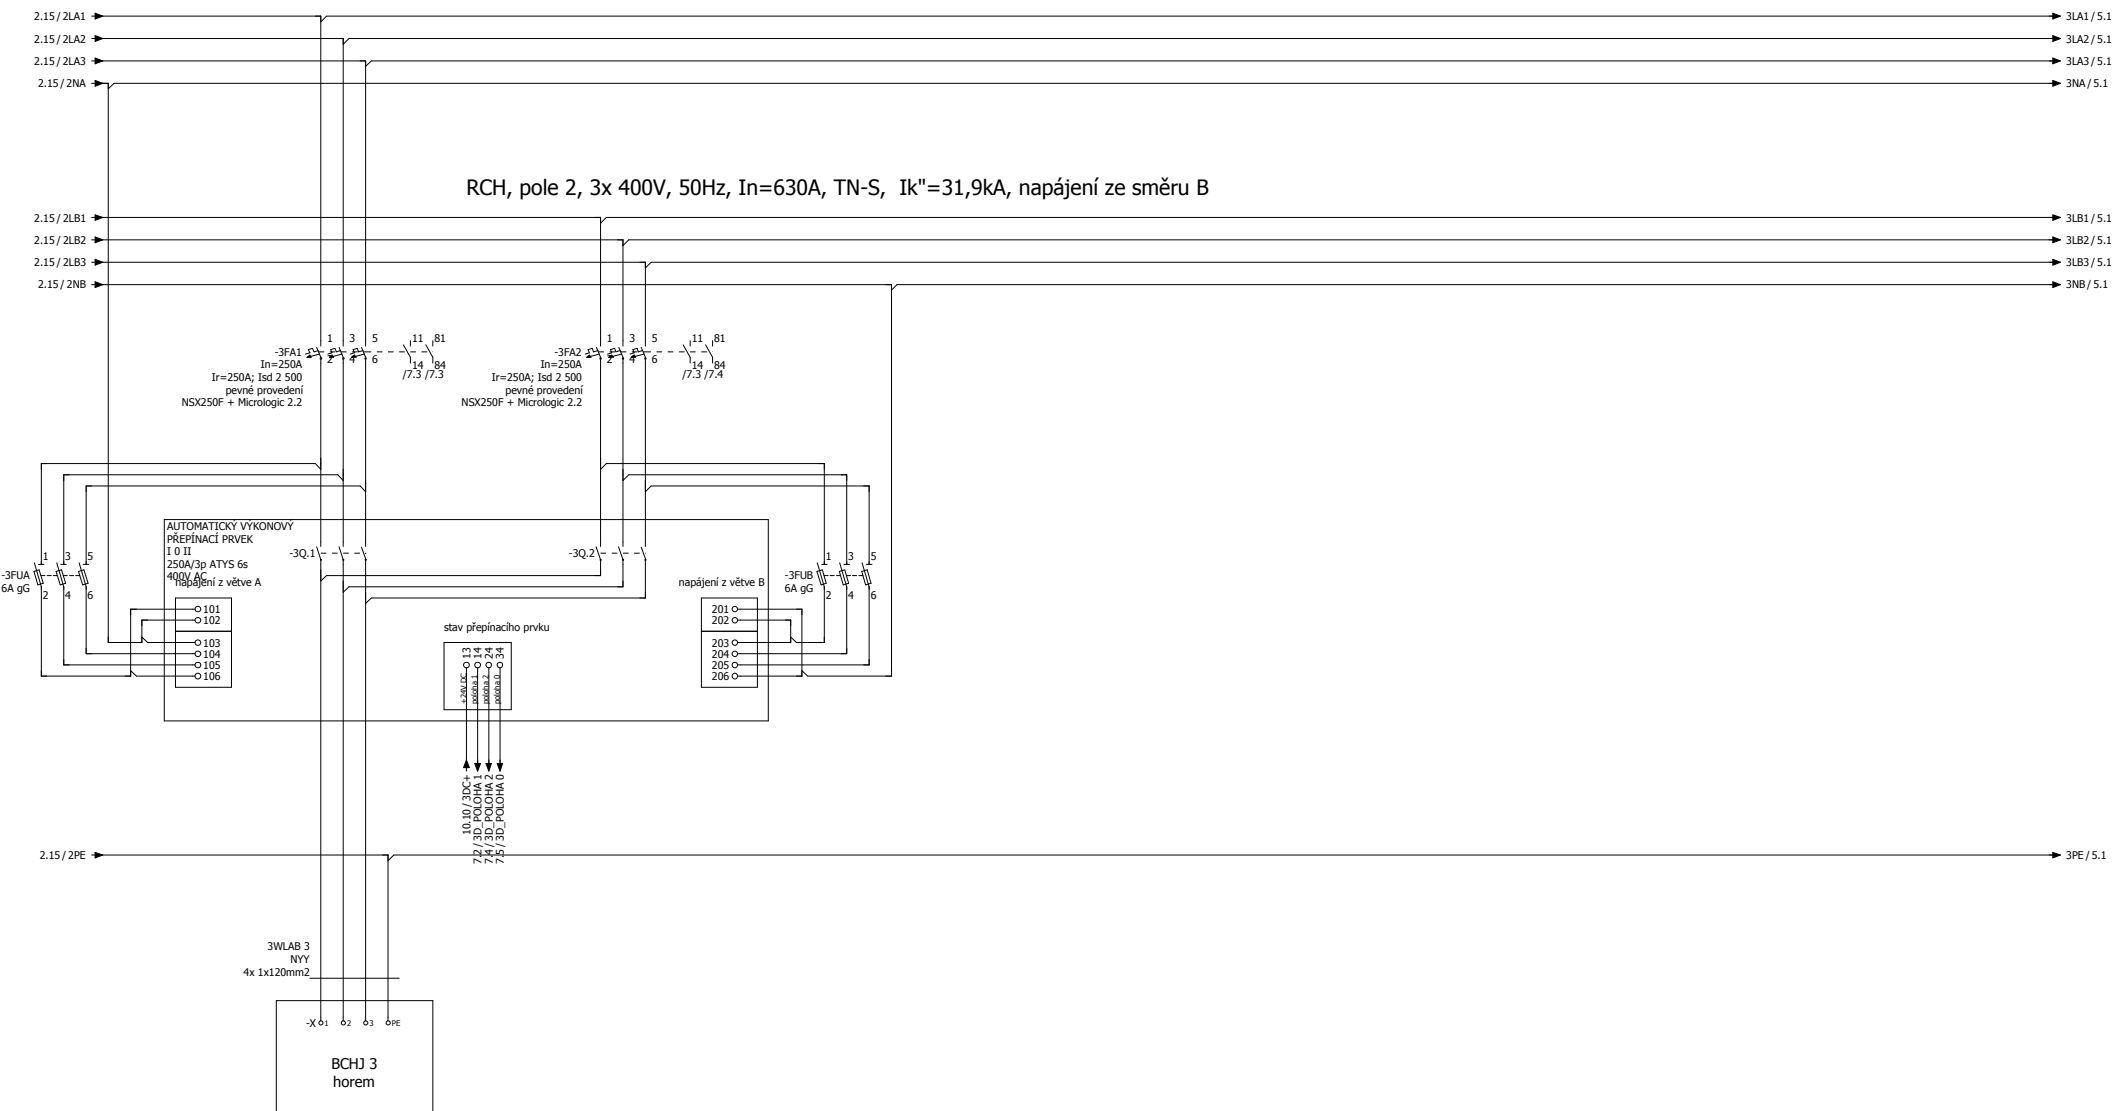 2.15 / 2LA1
3LA1 / 5.1
2.15 / 2LA2
3LA2 / 5.1
2.15 / 2LA3
3LA3 / 5.1
2.15 / 2NA
3NA / 5.1
RCH, pole 2, 3x 400V, 50Hz, In=630A, TN-S, Ik"=31,9kA, napájení ze směru B
2.15 / 2LB1
3LB1 / 5.1
2.15 / 2LB2
3LB2 / 5.1
2.15 / 2LB3
3LB3 / 5.1
2.15 / 2NB
3NB / 5.1
1 3 5 11 81
-3FA1
2 4 6 14 84
/7.3 /7.3
In=250A
Ir=250A; Isd 2 500
pevné provedení
NSX250F + Micrologic 2.2
1 3 5 11 81
-3FA2
2 4 6 14 84
/7.3 /7.4
In=250A
Ir=250A; Isd 2 500
pevné provedení
NSX250F + Micrologic 2.2
AUTOMATICKÝ VÝKONOVÝ
PŘEPÍNACÍ PRVEK
I 0 II
250A/3p ATYS 6s
400V AC
napájení z větve A
-3Q.1
-3Q.2
1 3 5
-3FUA
6A gG
2 4 6
napájení z větve B
1 3 5
-3FUB
6A gG
2 4 6
101
102
103
104
105
106
201
202
203
204
205
206
stav přepínacího prvku
13 14 24 34
+24V DC
poloha 1
poloha 2
poloha 0
10.10 / 3DC+
7.2 / 3D_POLOHA 1
7.4 / 3D_POLOHA 2
7.5 / 3D_POLOHA 0
2.15 / 2PE
3PE / 5.1
3WLAB 3
NYY
4x 1x120mm2
-X 1 2 3 PE
BCHJ 3
horem